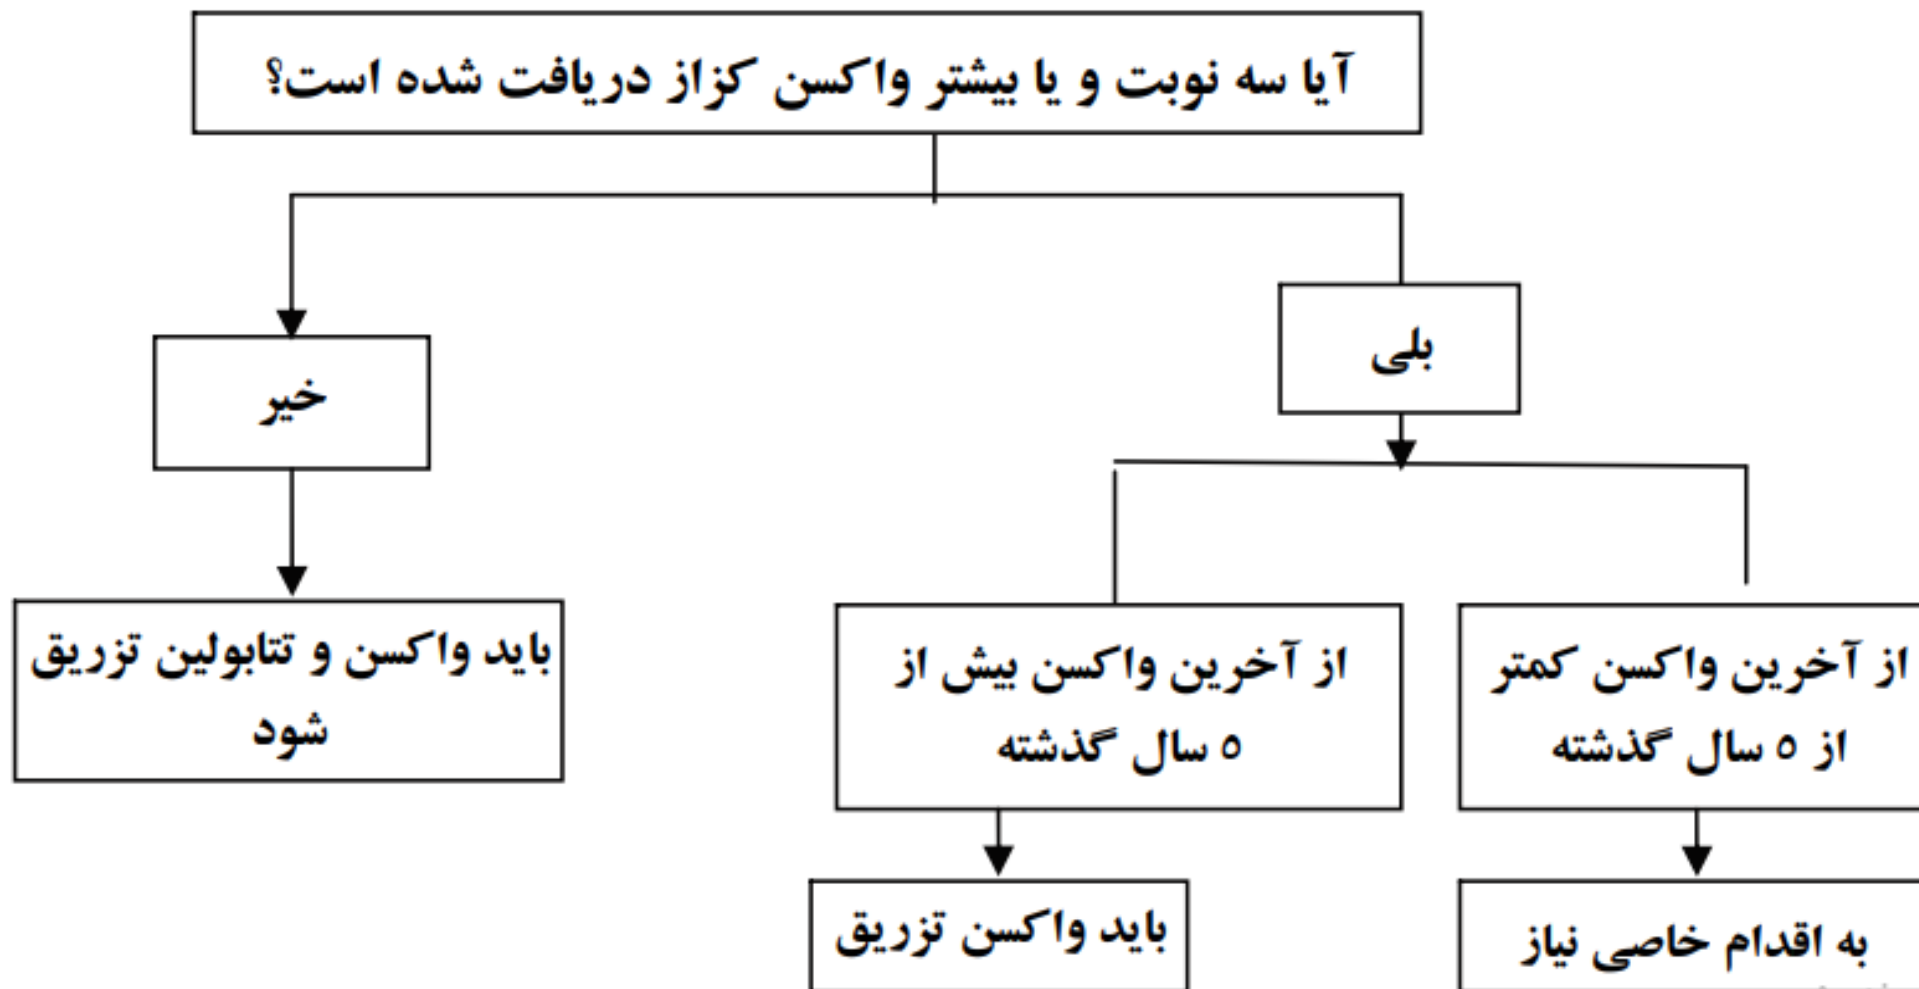 آیا سه نوبت و یا بیشتر واکسن کزاز دریافت شده است؟
بلی
خیر
از آخرین واکسن کمتر
از ۵ سال گذشته
از آخرین واکسن بیش از
۵ سال گذشته
باید واکسن و تتابولین تزریق
شود
به اقدام خاصی نیاز
باید واکسن تزریق